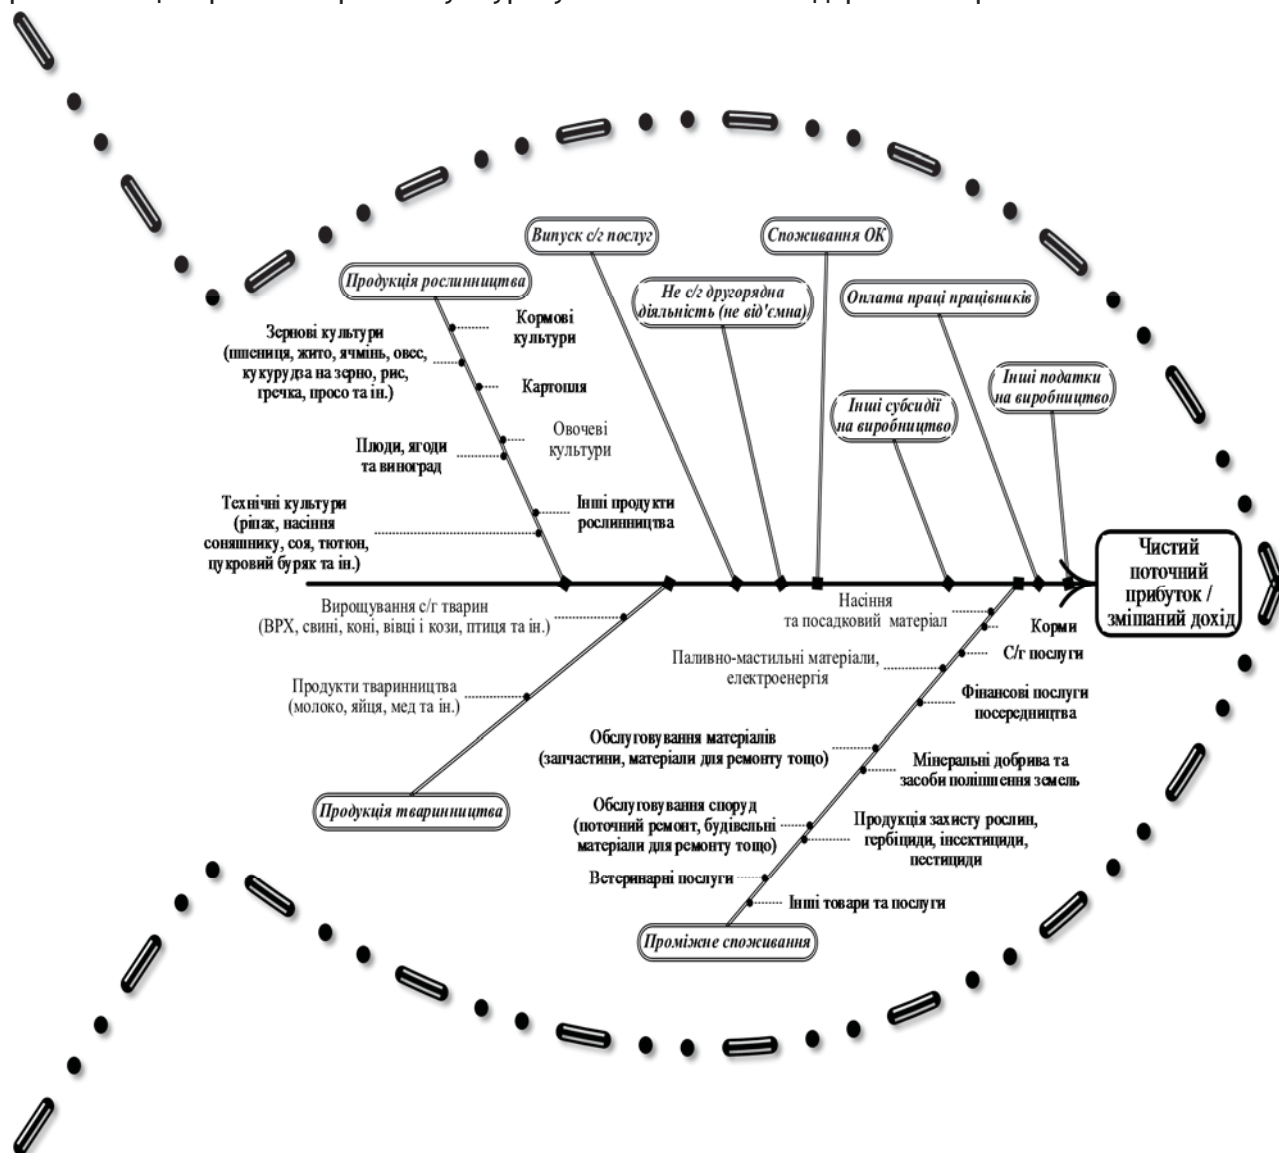 Випуск с/г послуг
Споживання ОК
Продукція рослинництва
Не с/г другорядна
діяльність (не від'ємна)
Оплата праці працівників
Інші податки
на виробництво
Інші субсидії
на виробництво
Зернові культури
(пшениця, жито, ячмінь, овес,
кукурудза на зерно, рис,
гречка, просо та ін.)
Кормові
культури
Картопля
Овочеві
культури
Плоди, ягоди
та виноград
Технічні культури
(ріпак, насіння
соняшнику, соя, тютюн,
цукровий буряк та ін.)
Інші продукти
рослинництва
Чистий
поточний
прибуток /
змішаний дохід
Вирощування с/г тварин
(ВРХ, свині, коні, вівці і кози, птиця та ін.)
Продукти тваринництва
(молоко, яйця, мед та ін.)
Продукція тваринництва
Насіння
та посадковий матеріал
Корми
С/г послуги
Паливно-мастильні матеріали,
електроенергія
Фінансові послуги
посередництва
Обслуговування матеріалів
(запчастини, матеріали для ремонту тощо)
Мінеральні добрива та
засоби поліпшення земель
Обслуговування споруд
(поточний ремонт, будівельні
матеріали для ремонту тощо)
Продукція захисту рослин,
гербіциди, інсектициди,
пестициди
Ветеринарні послуги
Інші товари та послуги
Проміжне споживання